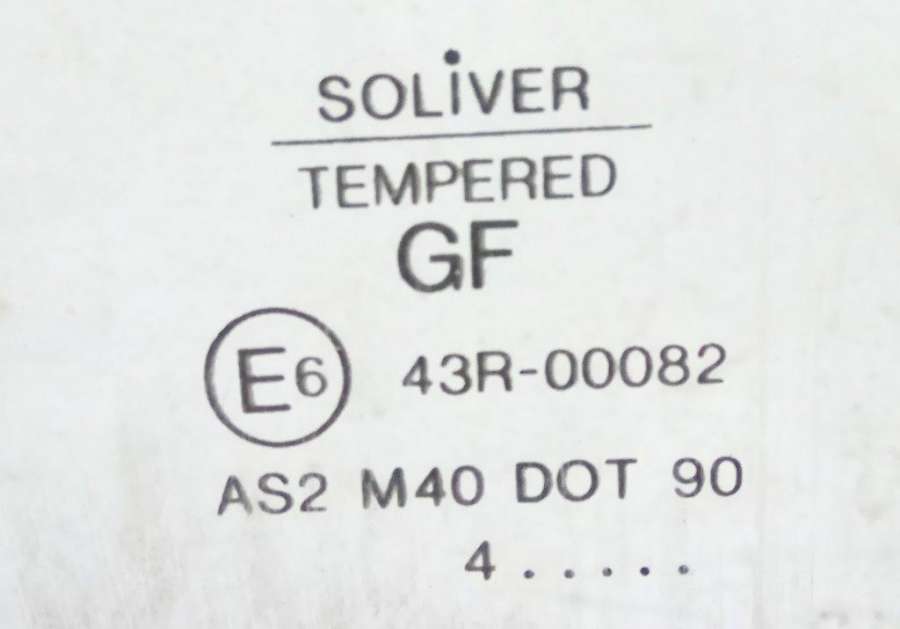 SOLiVER
TEMPERED
GF
E6 43R-00082
AS2 M40 DOT 90
4 . . . . .